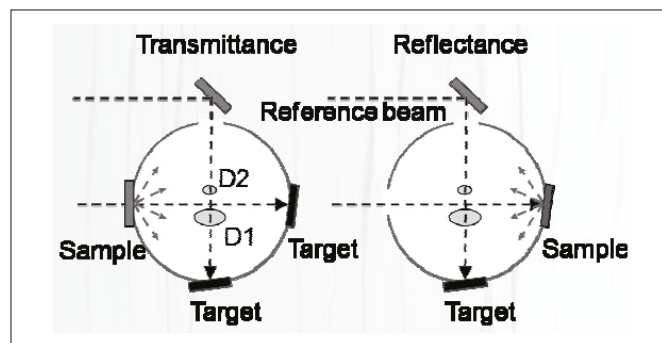 Transmittance
Reflectance
Reference beam
D2
D1
Sample
Target
Target
Sample
Target